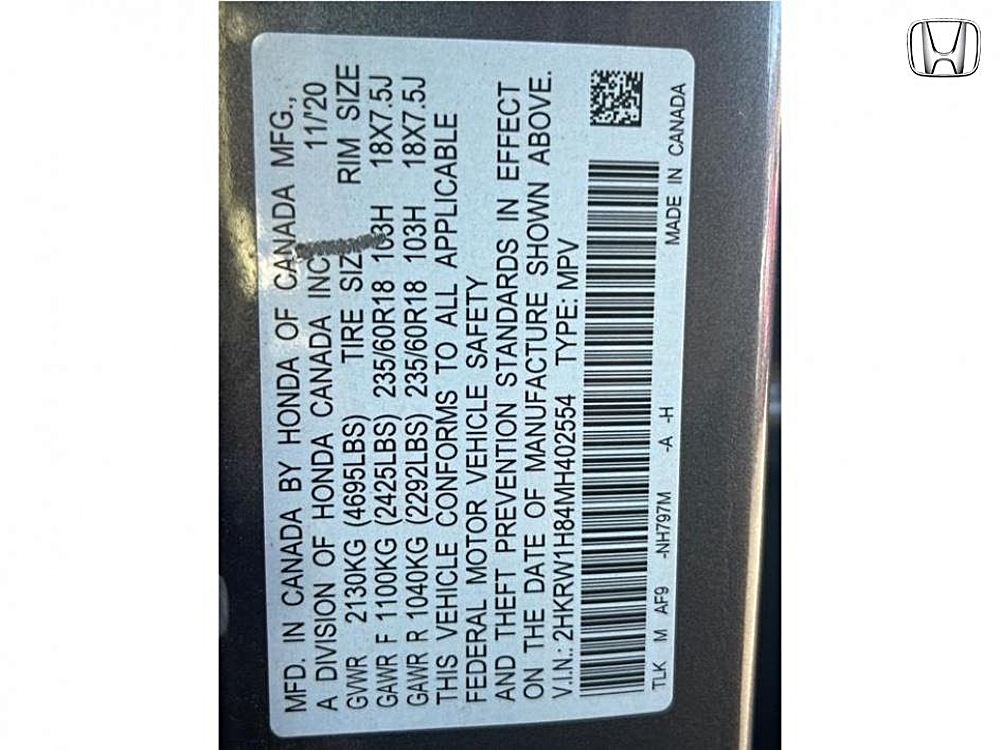 MFD. IN CANADA BY HONDA OF CANADA MFG.,
A DIVISION OF HONDA CANADA INC. 11/'20
GVWR 2130KG (4695LBS) TIRE SIZE RIM SIZE
GAWR F 1100KG (2425LBS) 235/60R18 103H 18X7.5J
GAWR R 1040KG (2292LBS) 235/60R18 103H 18X7.5J
THIS VEHICLE CONFORMS TO ALL APPLICABLE
FEDERAL MOTOR VEHICLE SAFETY
AND THEFT PREVENTION STANDARDS IN EFFECT
ON THE DATE OF MANUFACTURE SHOWN ABOVE.
V.I.N.: 2HKRW1H84MH402554 TYPE: MPV
TLK M AF9 -NH797M -A -H MADE IN CANADA